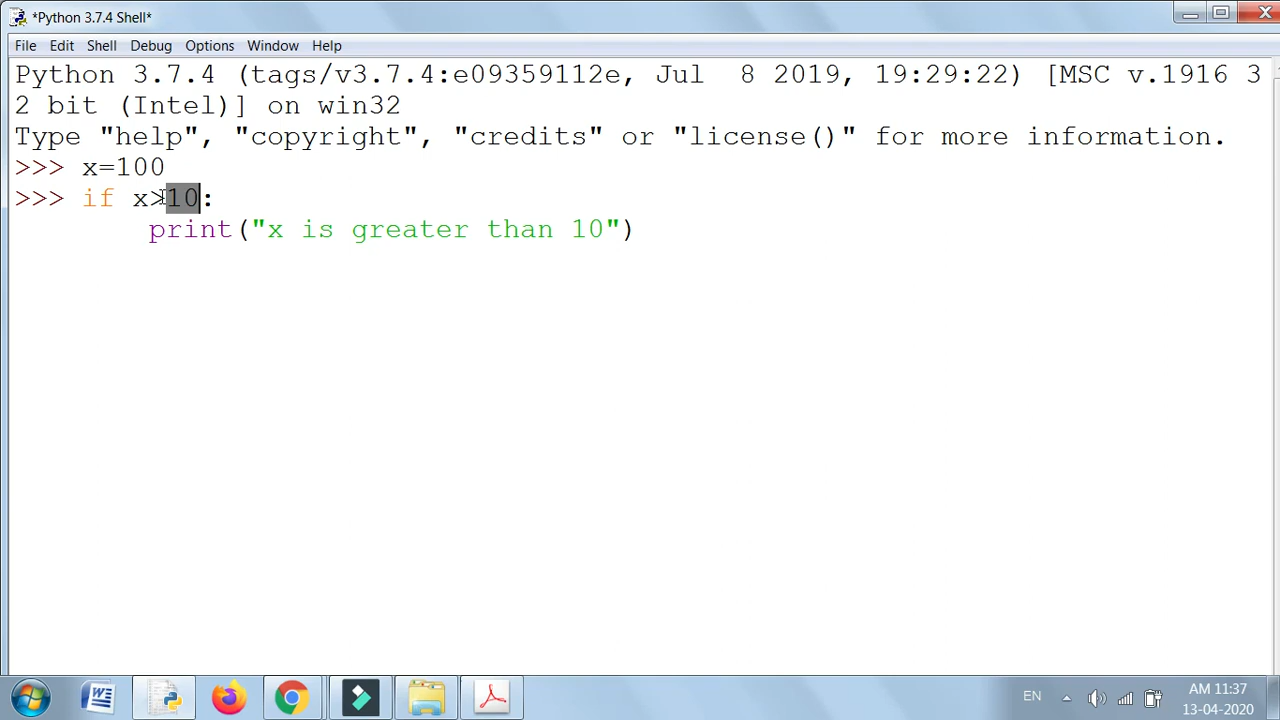 *Python 3.7.4 Shell*
File Edit Shell Debug Options Window Help
Python 3.7.4 (tags/v3.7.4:e09359112e, Jul  8 2019, 19:29:22) [MSC v.1916 3
2 bit (Intel)] on win32
Type "help", "copyright", "credits" or "license()" for more information.
>>> x=100
>>> if x>10:
        print("x is greater than 10")
EN
AM 11:37
13-04-2020